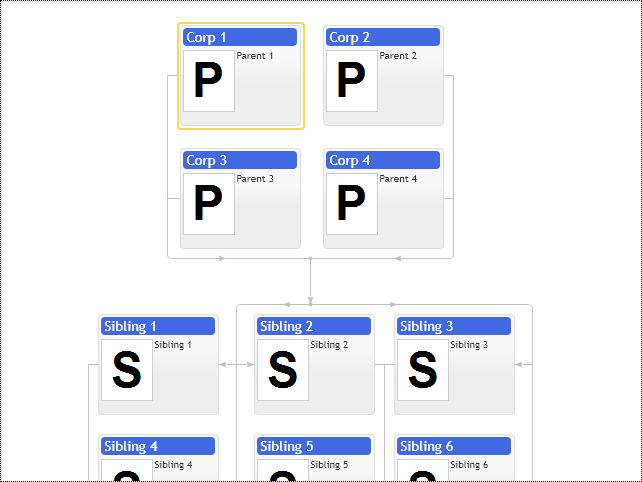 Corp 1
Parent 1
P
Corp 2
Parent 2
P
Corp 3
Parent 3
P
Corp 4
Parent 4
P
Sibling 1
Sibling 1
S
Sibling 2
Sibling 2
S
Sibling 3
Sibling 3
S
Sibling 4
Sibling 4
S
Sibling 5
Sibling 5
S
Sibling 6
Sibling 6
S